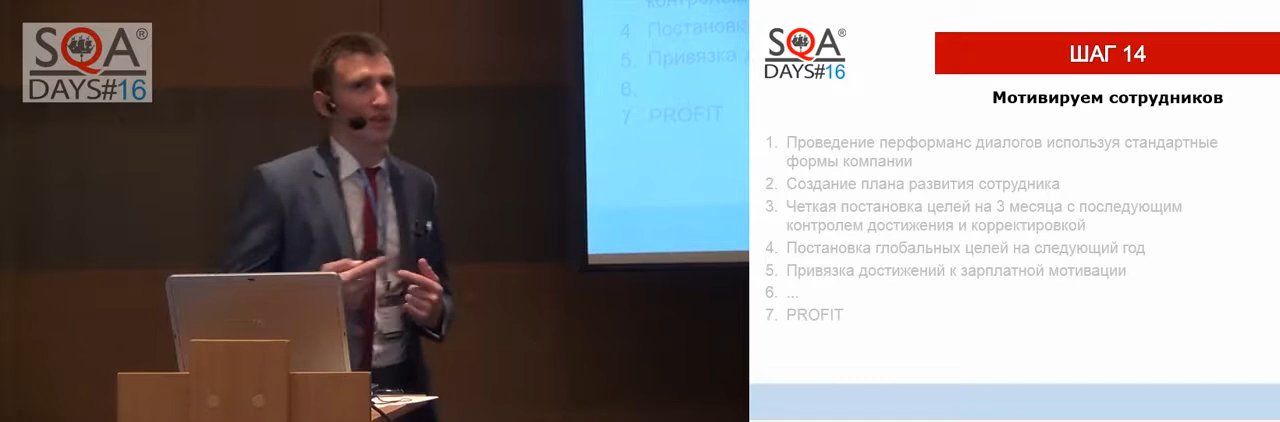 SQA®
DAYS#16
контролем
4. Постановк
5. Привязка д
6.
7 PROFIT
SQA®
DAYS#16
ШАГ 14
Мотивируем сотрудников
1. Проведение перформанс диалогов используя стандартные
формы компании
2. Создание плана развития сотрудника
3. Четкая постановка целей на 3 месяца с последующим
контролем достижения и корректировкой
4. Постановка глобальных целей на следующий год
5. Привязка достижений к зарплатной мотивации
6. ...
7. PROFIT